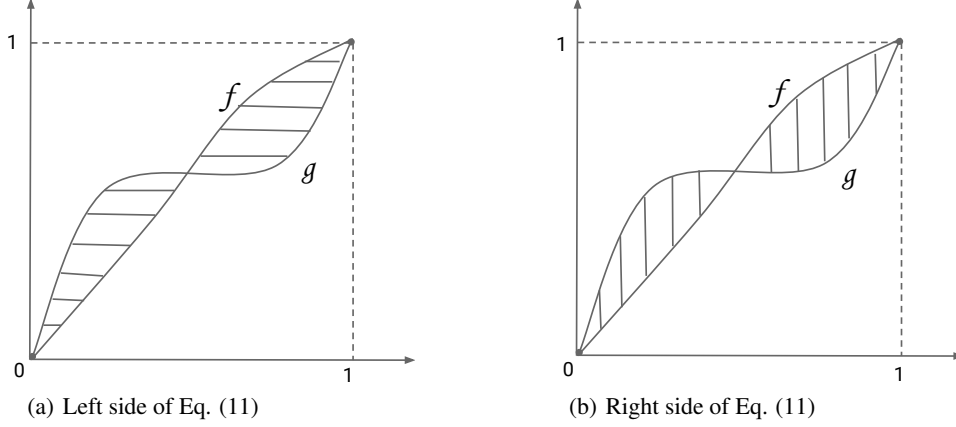 1
f
g
0
1
(a) Left side of Eq. (11)
1
f
g
0
1
(b) Right side of Eq. (11)